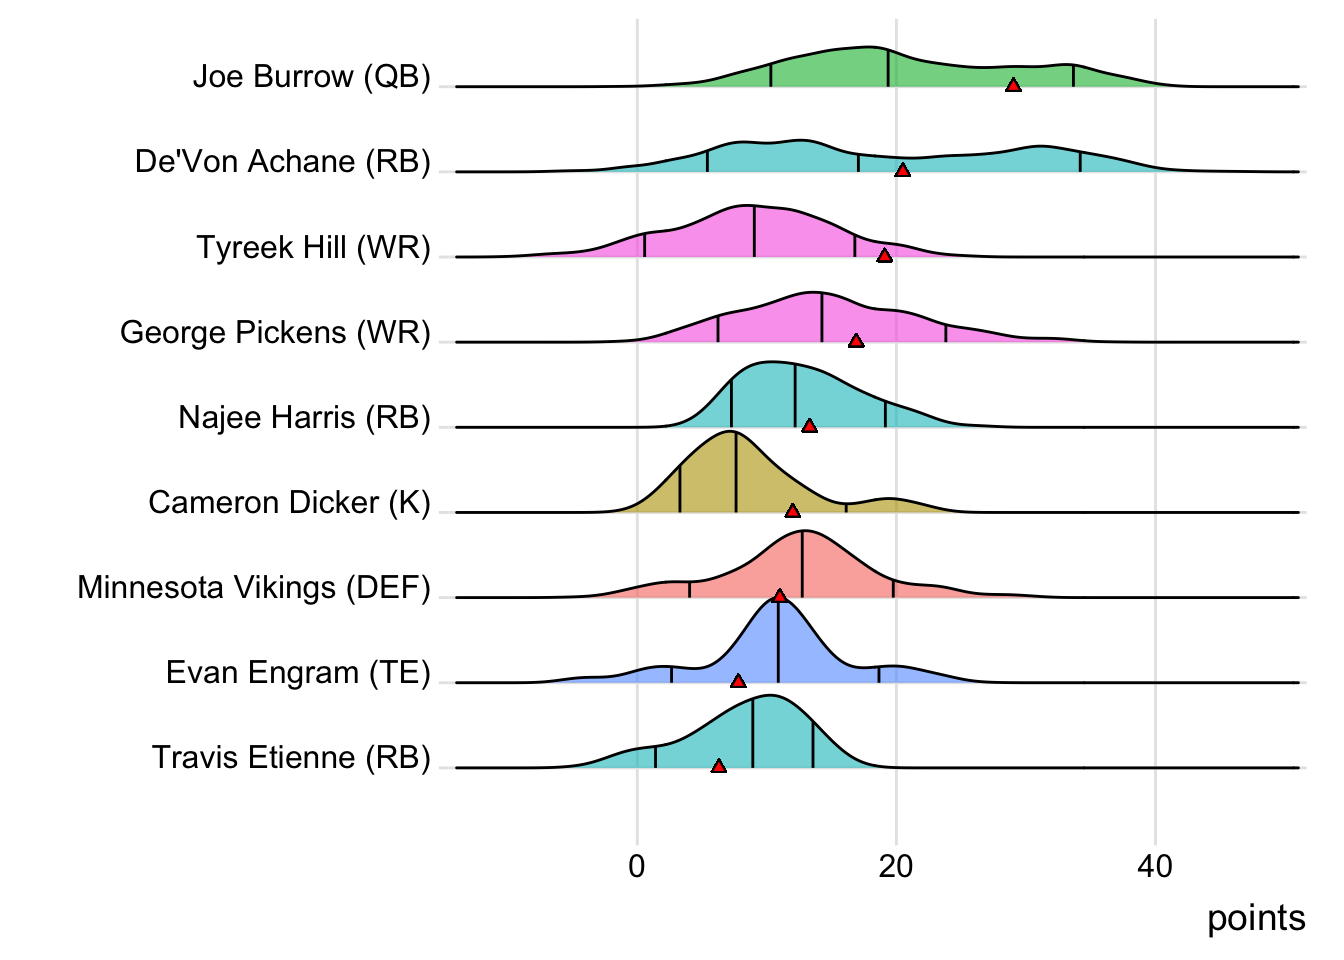 Joe Burrow (QB)
De'Von Achane (RB)
Tyreek Hill (WR)
George Pickens (WR)
Najee Harris (RB)
Cameron Dicker (K)
Minnesota Vikings (DEF)
Evan Engram (TE)
Travis Etienne (RB)
0 20 40
points